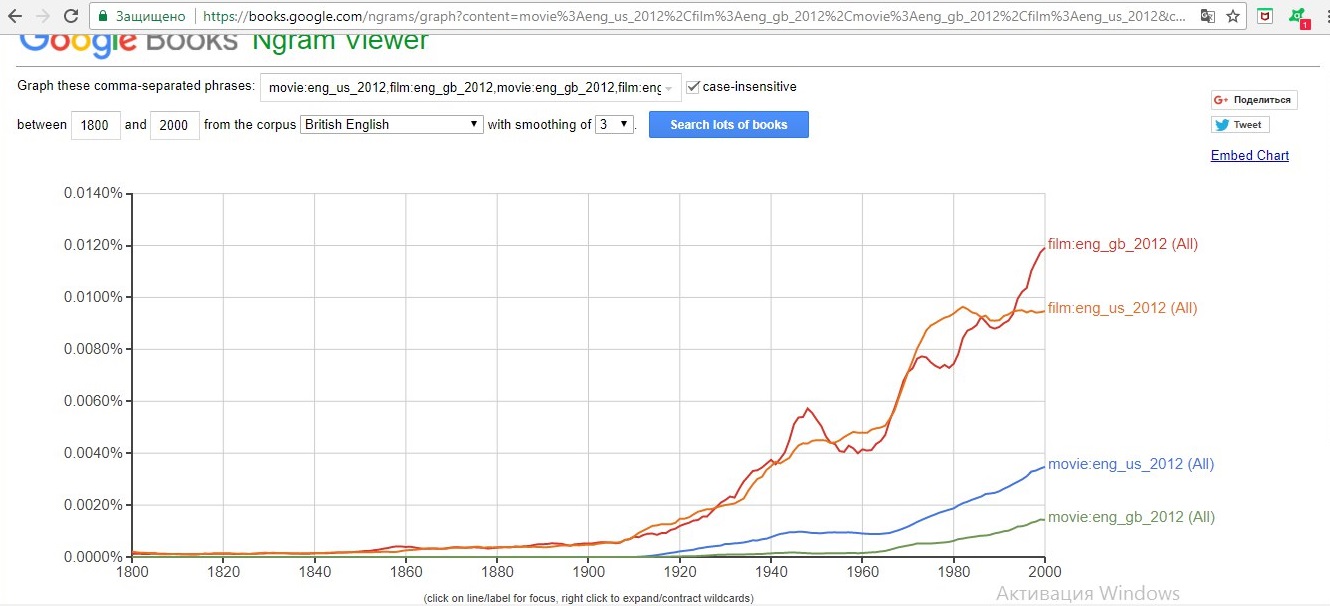 Защищено https://books.google.com/ngrams/graph?content=movie%3Aeng_us_2012%2Cfilm%3Aeng_gb_2012%2Cmovie%3Aeng_gb_2012%2Cfilm%3Aeng_us_2012&c...
1
Google Books Ngram Viewer
Graph these comma-separated phrases: movie:eng_us_2012,film:eng_gb_2012,movie:eng_gb_2012,film:eng case-insensitive
G+ Поделиться
between 1800 and 2000 from the corpus British English with smoothing of 3 . Search lots of books
Tweet
Embed Chart
0.0140%
0.0120%
film:eng_gb_2012 (All)
0.0100%
film:eng_us_2012 (All)
0.0080%
0.0060%
0.0040%
movie:eng_us_2012 (All)
0.0020%
movie:eng_gb_2012 (All)
0.0000%
1800 1820 1840 1860 1880 1900 1920 1940 1960 1980 2000
(click on line/label for focus, right click to expand/contract wildcards)
Активация Windows